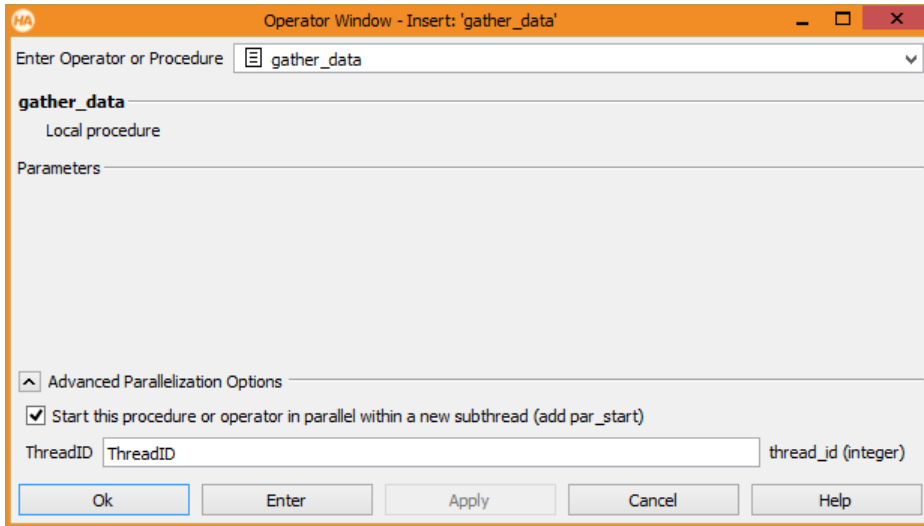 HA Operator Window - Insert: 'gather_data'
Enter Operator or Procedure gather_data
gather_data
Local procedure
Parameters
Advanced Parallelization Options
Start this procedure or operator in parallel within a new subthread (add par_start)
ThreadID ThreadID thread_id (integer)
Ok Enter Apply Cancel Help